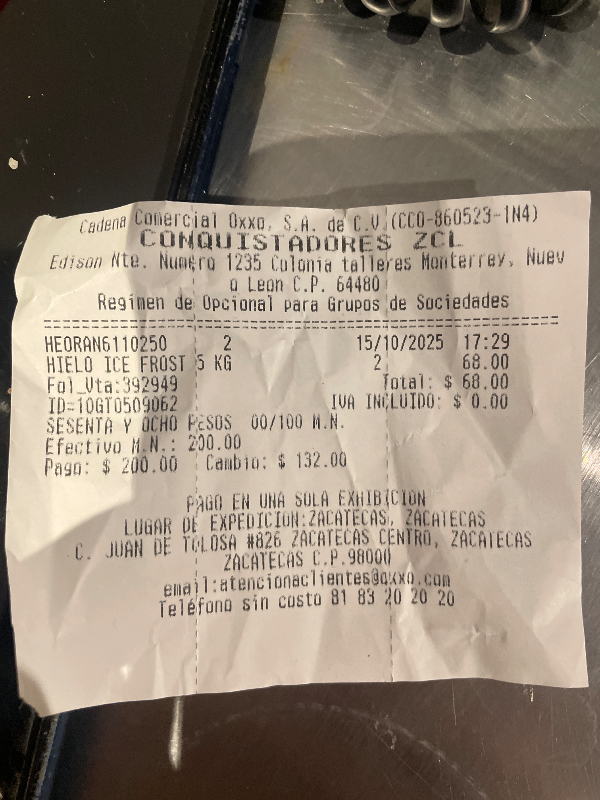 Cadena Comercial Oxxo, S.A. de C.V.(CCO-860523-1N4)
CONQUISTADORES ZCL
Edison Nte. Numero 1235 Colonia talleres Monterrey, Nuev
o Leon C.P. 64480
Regimen de Opcional para Grupos de Sociedades
HEORAN6110250 2 15/10/2025 17:29
HIELO ICE FROST 5 KG 2 68.00
Fol_Vta:392949 Total: $ 68.00
ID=10GT0509062 IVA INCLUIDO: $ 0.00
SESENTA Y OCHO PESOS 00/100 M.N.
Efectivo M.N.: 200.00
Pago: $ 200.00 Cambio: $ 132.00
PAGO EN UNA SOLA EXHIBICION
LUGAR DE EXPEDICION:ZACATECAS, ZACATECAS
C. JUAN DE TOLOSA #826 ZACATECAS CENTRO, ZACATECAS
ZACATECAS C.P.98000
email:atencionaclientes@oxxo.com
Teléfono sin costo 81 83 20 20 20